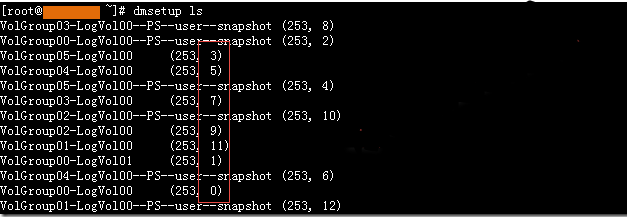 [root@ ~]# dmsetup ls
VolGroup03-LogVol00--PS--user--snapshot (253, 8)
VolGroup00-LogVol00--PS--user--snapshot (253, 2)
VolGroup05-LogVol00 (253, 3)
VolGroup04-LogVol00 (253, 5)
VolGroup05-LogVol00--PS--user--snapshot (253, 4)
VolGroup03-LogVol00 (253, 7)
VolGroup02-LogVol00--PS--user--snapshot (253, 10)
VolGroup02-LogVol00 (253, 9)
VolGroup01-LogVol00 (253, 11)
VolGroup00-LogVol01 (253, 1)
VolGroup04-LogVol00--PS--user--snapshot (253, 6)
VolGroup00-LogVol00 (253, 0)
VolGroup01-LogVol00--PS--user--snapshot (253, 12)